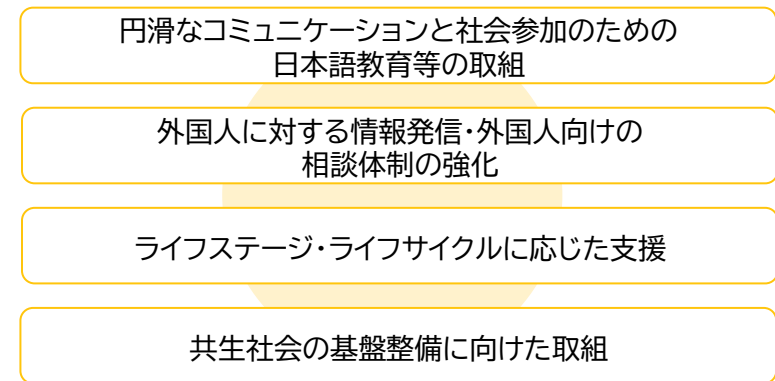 円滑なコミュニケーションと社会参加のための
日本語教育等の取組
外国人に対する情報発信・外国人向けの
相談体制の強化
ライフステージ・ライフサイクルに応じた支援
共生社会の基盤整備に向けた取組